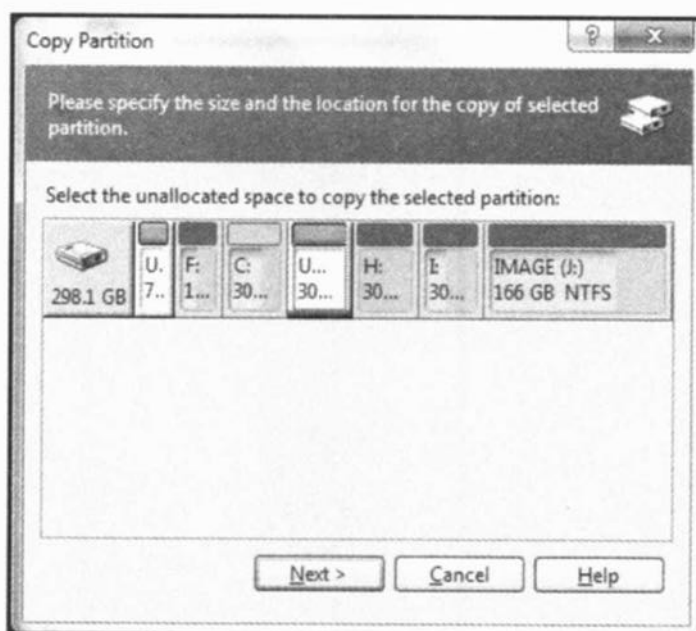 Copy Partition
Please specify the size and the location for the copy of selected
partition.
Select the unallocated space to copy the selected partition:
298.1 GB
U.
7..
F:
1...
C:
30...
U...
30...
H:
30...
I:
30...
IMAGE (J:)
166 GB NTFS
Next >
Cancel
Help